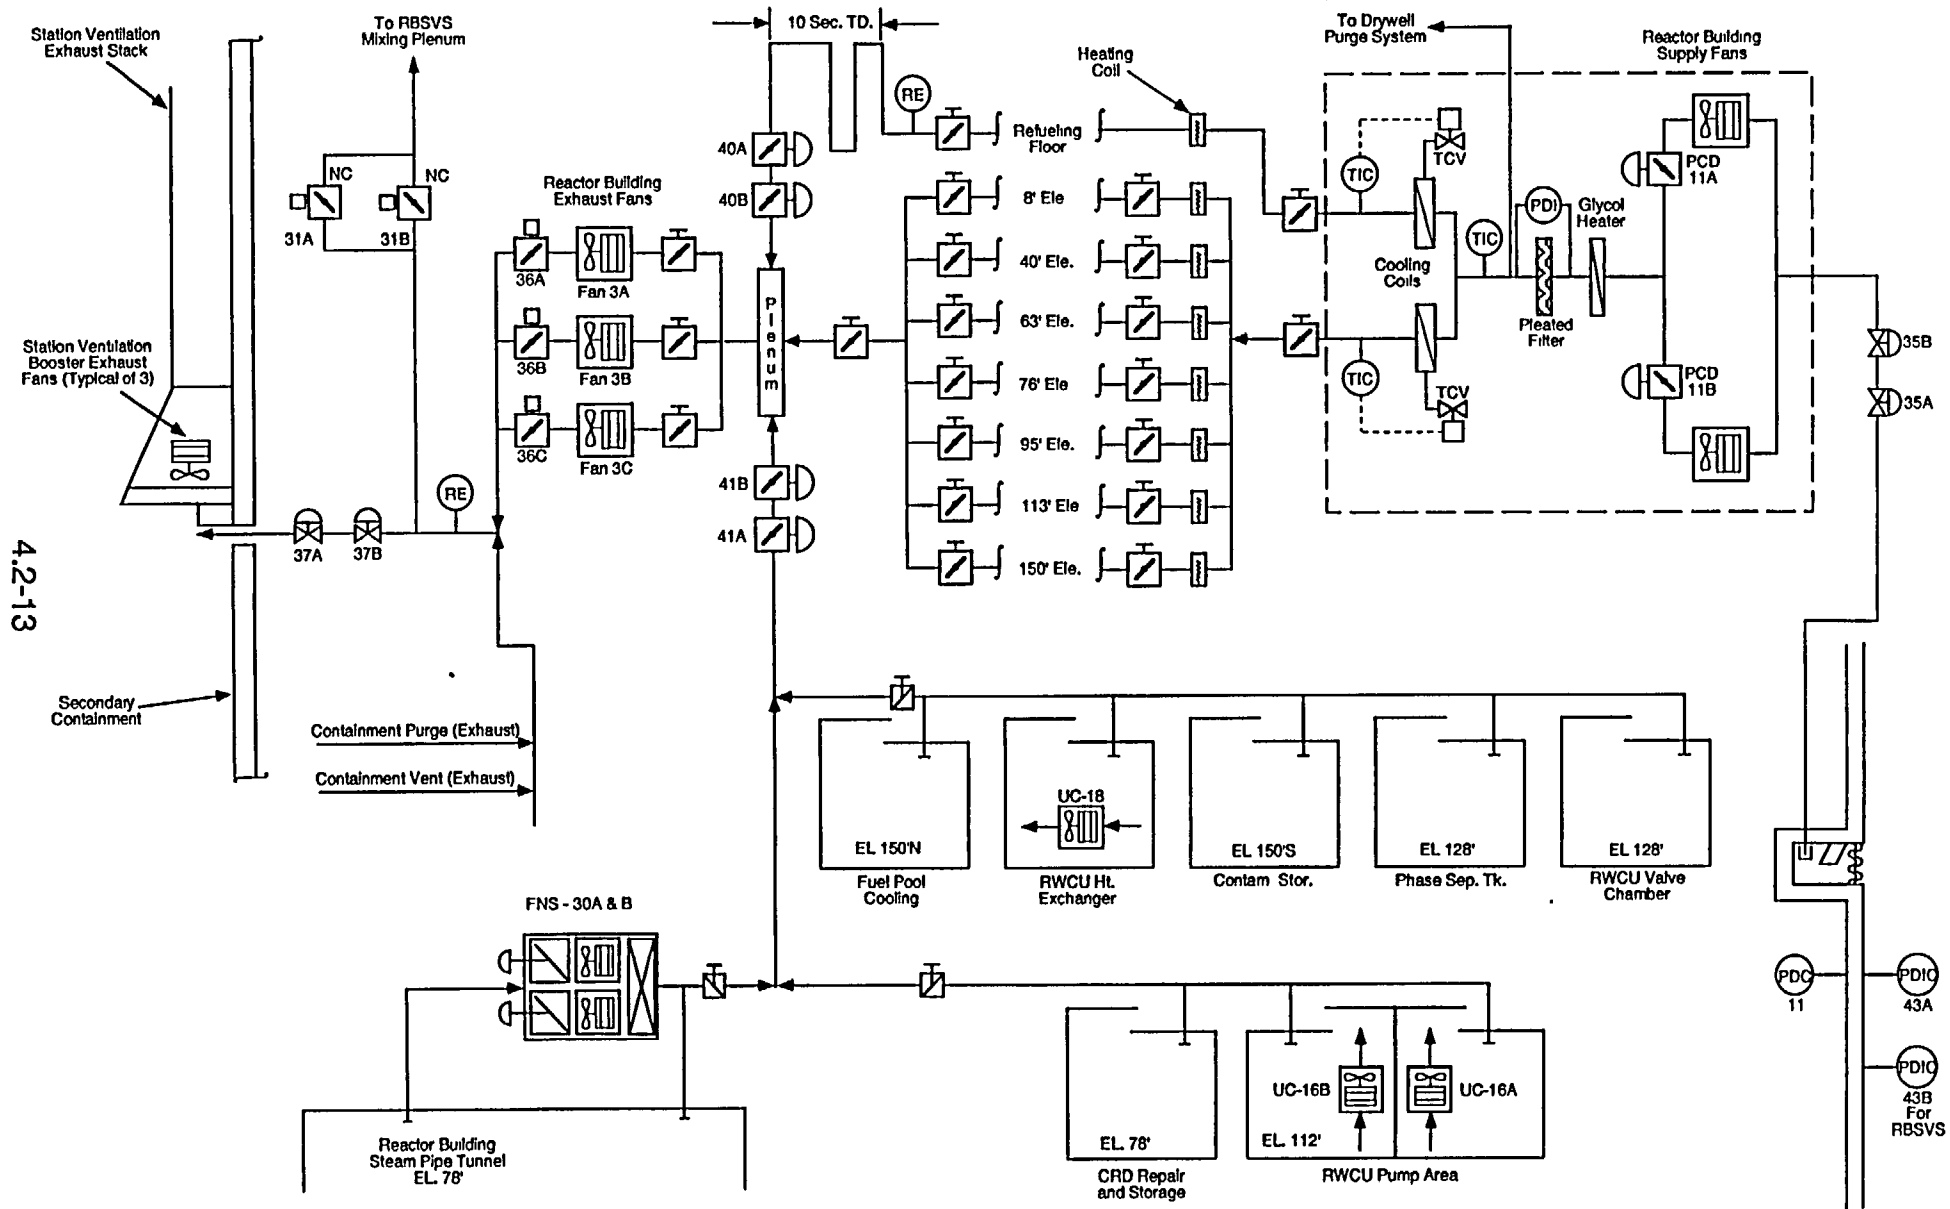 Station Ventilation
Exhaust Stack
To RBSVS
Mixing Plenum
10 Sec. TD.
To Drywell
Purge System
Reactor Building
Supply Fans
Heating
Coil
RE
Refueling
Floor
TCV
TIC
40A
40B
NC
NC
31A
31B
Reactor Building
Exhaust Fans
36A
Fan 3A
36B
Fan 3B
36C
Fan 3C
Plenum
8' Ele
40' Ele.
63' Ele.
76' Ele
95' Ele.
113' Ele
150' Ele.
PCD
11A
PDI
Glycol
Heater
TIC
Cooling
Coils
Pleated
Filter
TIC
TCV
PCD
11B
35B
35A
Station Ventilation
Booster Exhaust
Fans (Typical of 3)
RE
37A
37B
41B
41A
4.2-13
Secondary
Containment
Containment Purge (Exhaust)
Containment Vent (Exhaust)
EL 150'N
Fuel Pool
Cooling
UC-18
RWCU Ht.
Exchanger
EL 150'S
Contam Stor.
EL 128'
Phase Sep. Tk.
EL 128'
RWCU Valve
Chamber
FNS - 30A & B
PDC
11
PDIC
43A
PDIC
43B
For
RBSVS
Reactor Building
Steam Pipe Tunnel
EL. 78'
EL. 78'
CRD Repair
and Storage
UC-16B
UC-16A
EL. 112'
RWCU Pump Area